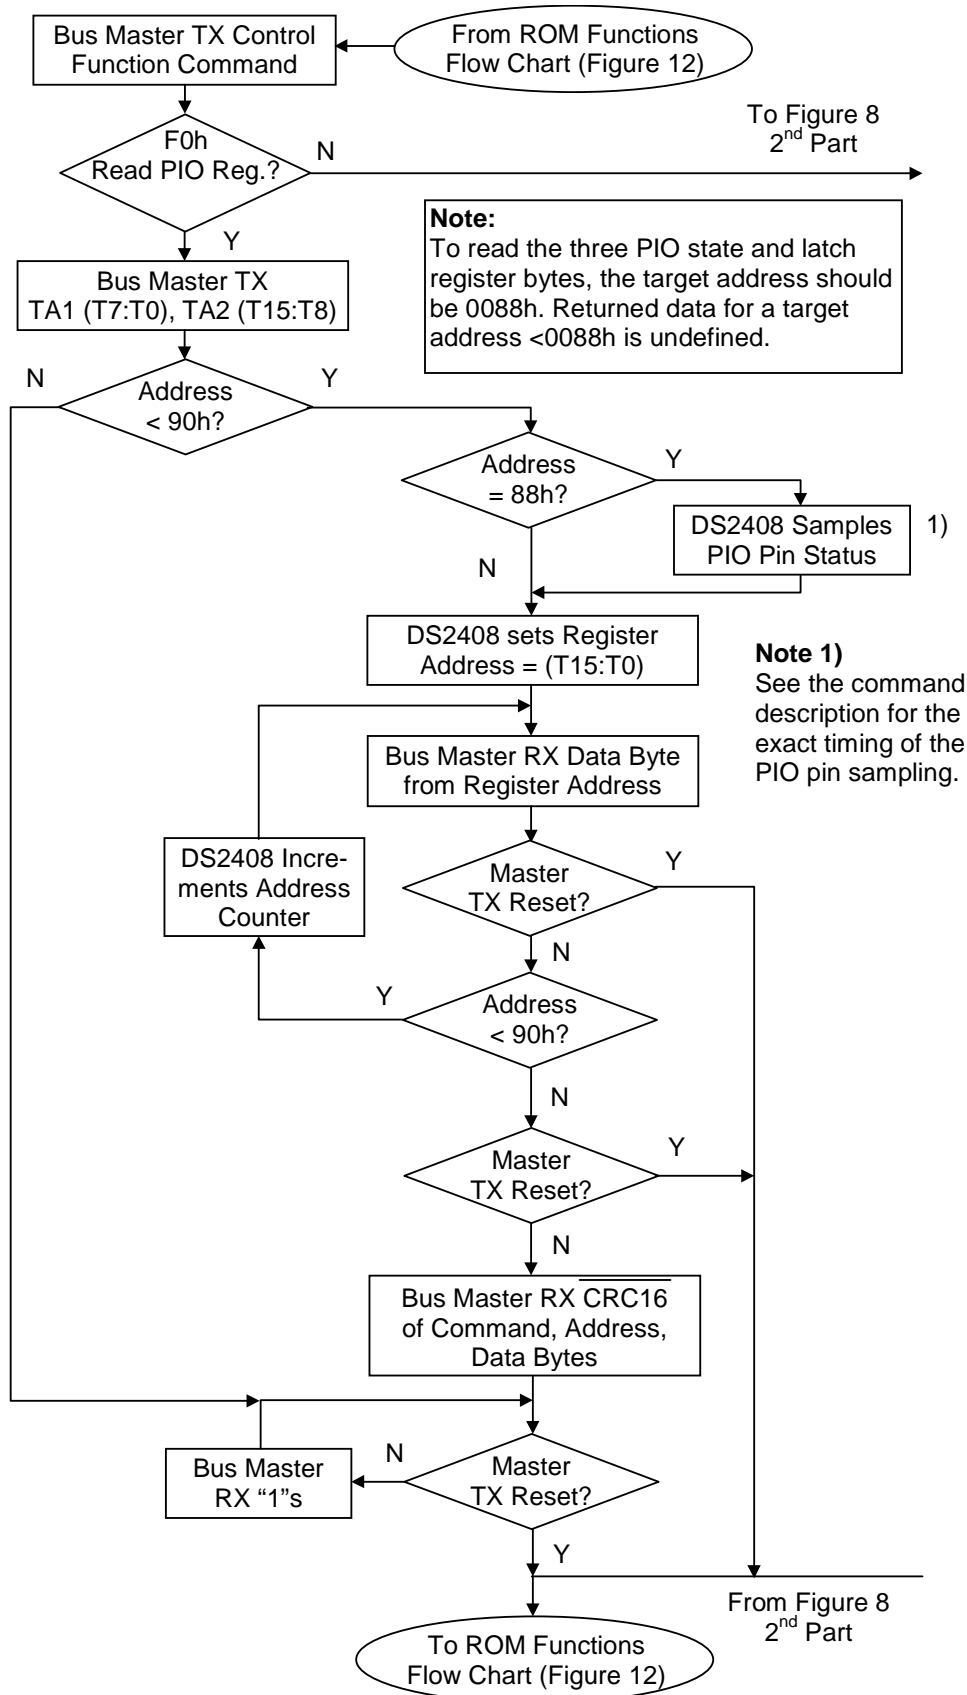 Bus Master TX Control
Function Command
From ROM Functions
Flow Chart (Figure 12)
To Figure 8
2nd Part
F0h
Read PIO Reg.?
N
Y
Note:
To read the three PIO state and latch
register bytes, the target address should
be 0088h. Returned data for a target
address <0088h is undefined.
Bus Master TX
TA1 (T7:T0), TA2 (T15:T8)
N
Address
< 90h?
Y
Address
= 88h?
Y
N
DS2408 Samples
PIO Pin Status
1)
DS2408 sets Register
Address = (T15:T0)
Note 1)
See the command
description for the
exact timing of the
PIO pin sampling.
Bus Master RX Data Byte
from Register Address
DS2408 Incre-
ments Address
Counter
Master
TX Reset?
Y
N
Y
Address
< 90h?
N
Master
TX Reset?
Y
N
Bus Master RX CRC16
of Command, Address,
Data Bytes
Bus Master
RX “1”s
N
Master
TX Reset?
Y
From Figure 8
2nd Part
To ROM Functions
Flow Chart (Figure 12)